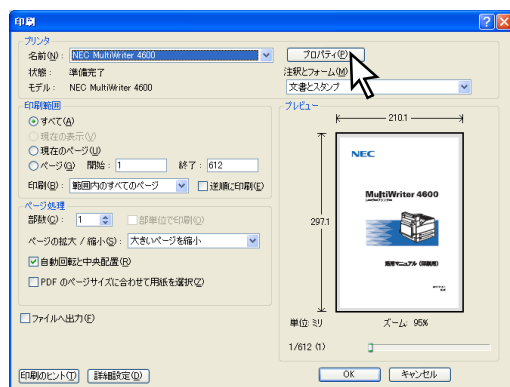 印刷
プリンタ
名前(N): NEC MultiWriter 4600
プロパティ(P)
状態: 準備完了
注釈とフォーム(M)
モデル: NEC MultiWriter 4600
文書とスタンプ
印刷範囲
すべて(A)
現在の表示(V)
現在のページ(U)
ページ(G) 開始: 1 終了: 612
印刷(B): 範囲内のすべてのページ 逆順に印刷(E)
ページ処理
部数(C): 1 部単位で印刷(O)
ページの拡大 / 縮小(S): 大きいページを縮小
自動回転と中央配置(R)
PDF のページサイズに合わせて用紙を選択(Z)
ファイルへ出力(F)
プレビュー
210.1
297.1
NEC
MultiWriter 4600
活用マニュアル (印刷用)
単位: ミリ ズーム: 95%
1/612 (1)
印刷のヒント(T) 詳細設定(D) OK キャンセル